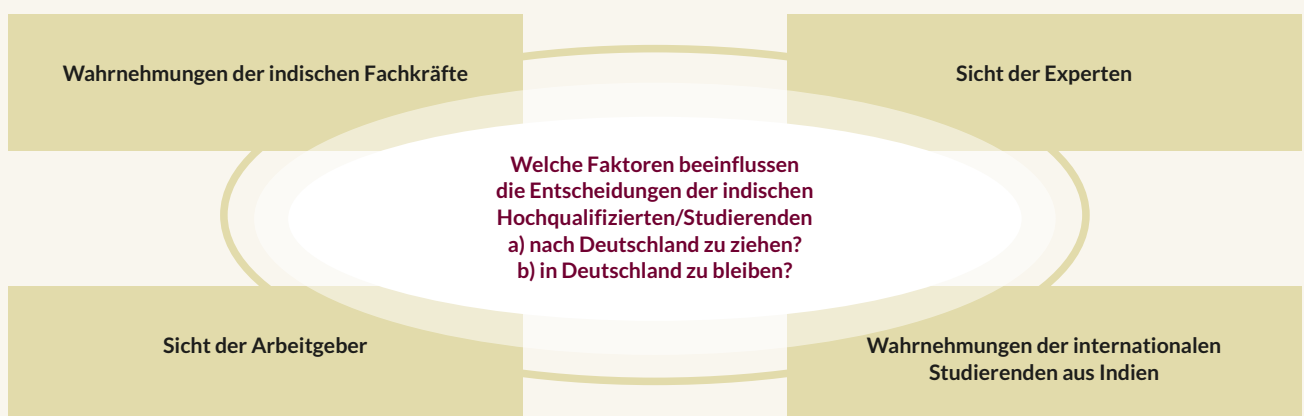 Wahrnehmungen der indischen Fachkräfte
Sicht der Experten
Welche Faktoren beeinflussen
die Entscheidungen der indischen
Hochqualifizierten/Studierenden
a) nach Deutschland zu ziehen?
b) in Deutschland zu bleiben?
Sicht der Arbeitgeber
Wahrnehmungen der internationalen
Studierenden aus Indien